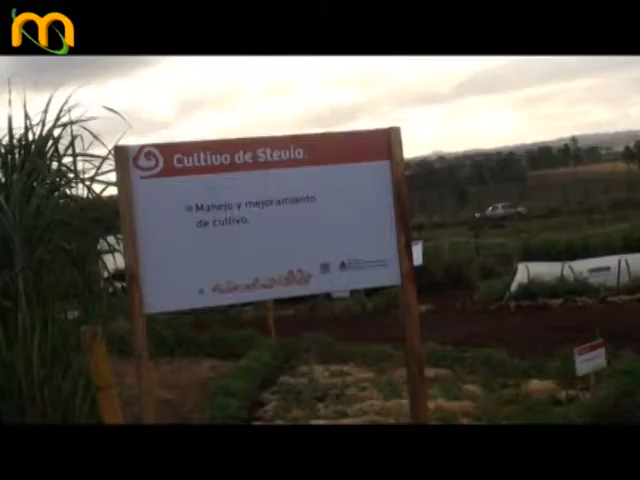 m
Cultivo de Stevia.
Manejo y mejoramiento
de cultivo.